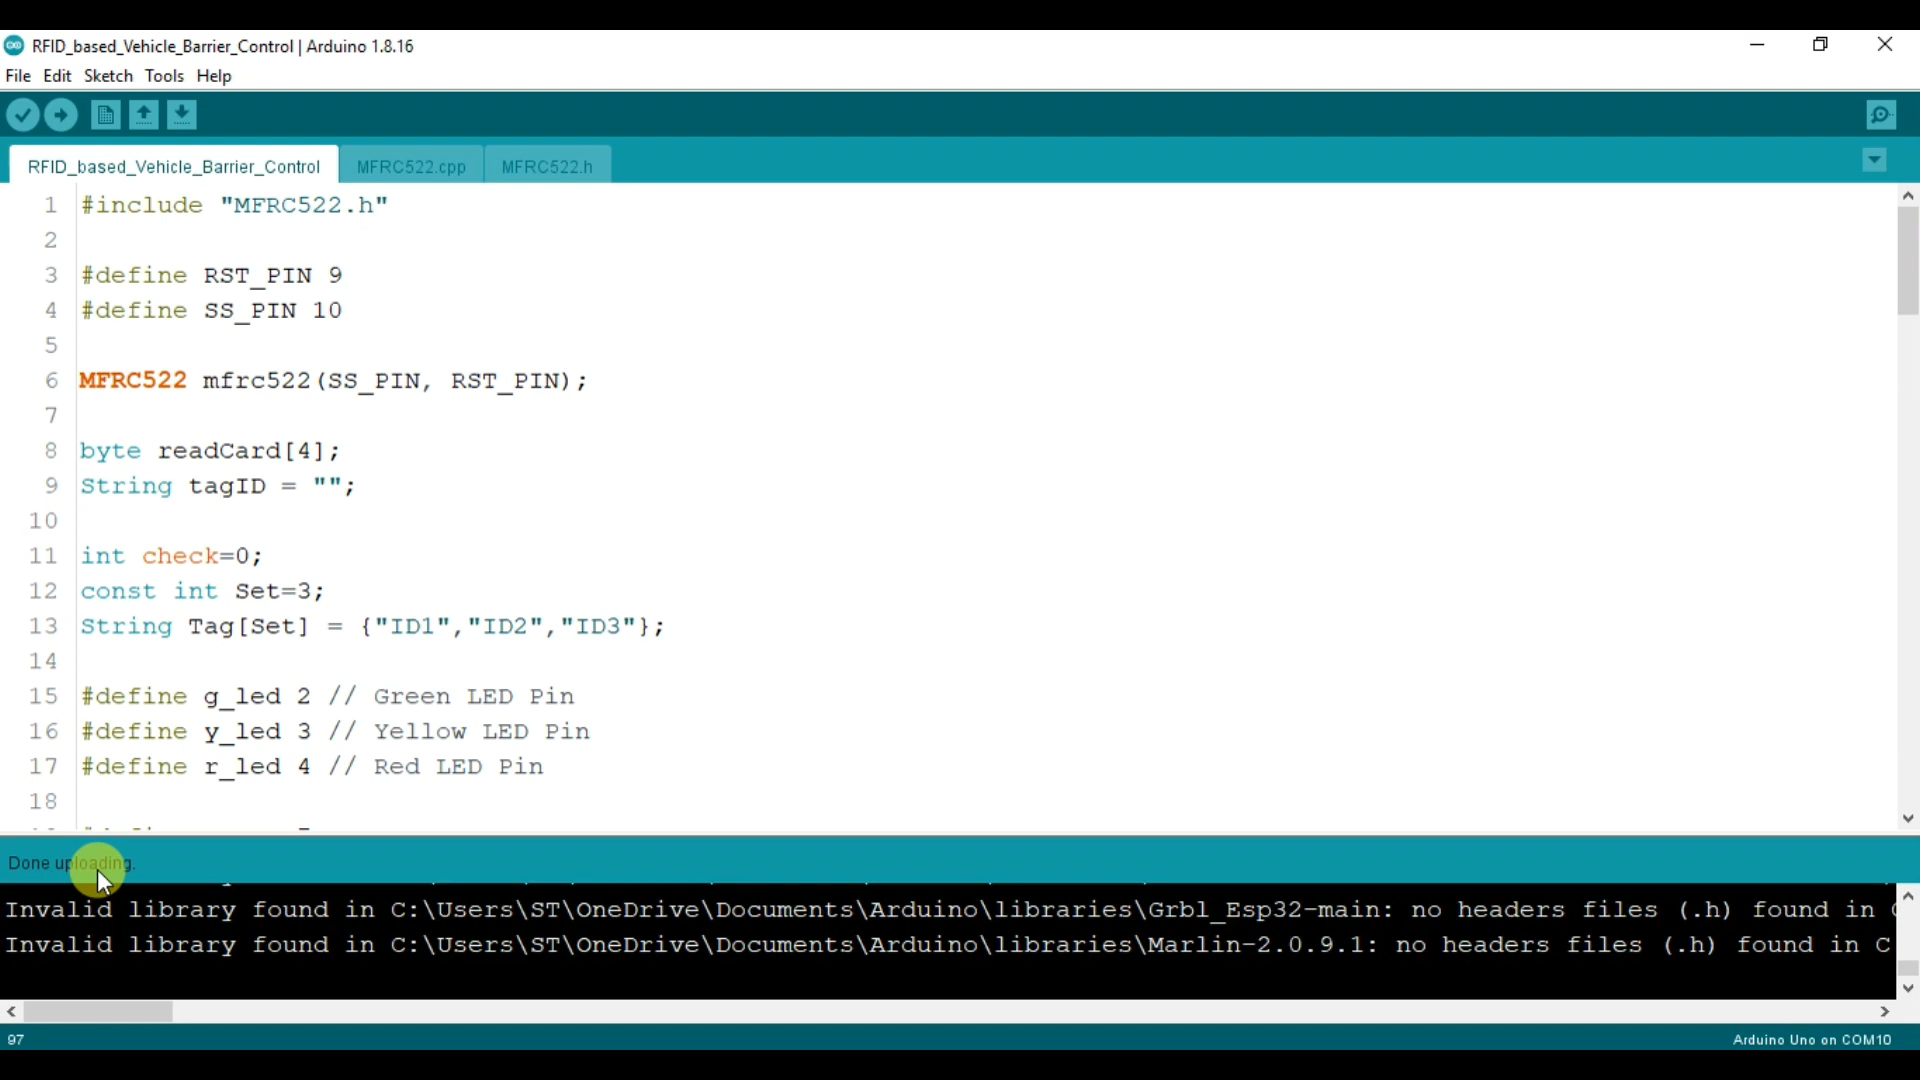 RFID_based_Vehicle_Barrier_Control | Arduino 1.8.16
File Edit Sketch Tools Help
RFID_based_Vehicle_Barrier_Control MFRC522.cpp MFRC522.h
1 #include "MFRC522.h"
2
3 #define RST_PIN 9
4 #define SS_PIN 10
5
6 MFRC522 mfrc522(SS_PIN, RST_PIN);
7
8 byte readCard[4];
9 String tagID = "";
10
11 int check=0;
12 const int Set=3;
13 String Tag[Set] = {"ID1","ID2","ID3"};
14
15 #define g_led 2 // Green LED Pin
16 #define y_led 3 // Yellow LED Pin
17 #define r_led 4 // Red LED Pin
18
Done uploading.
Invalid library found in C:\Users\ST\OneDrive\Documents\Arduino\libraries\Grbl_Esp32-main: no headers files (.h) found in
Invalid library found in C:\Users\ST\OneDrive\Documents\Arduino\libraries\Marlin-2.0.9.1: no headers files (.h) found in C
97 Arduino Uno on COM10